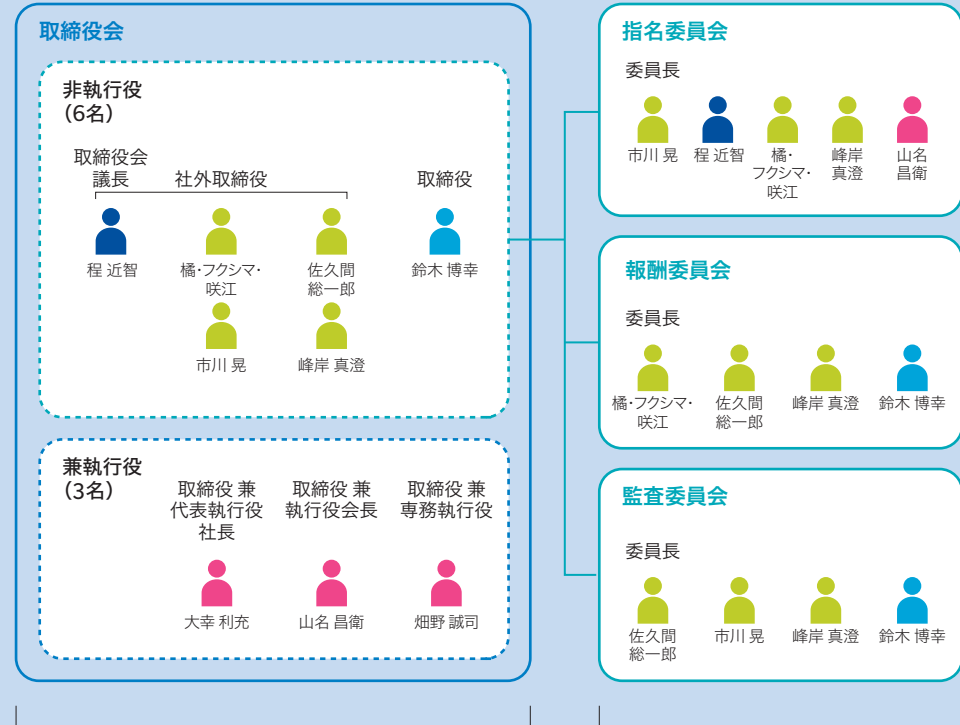 取締役会
非執行役
（6名）
取締役会
議長
社外取締役
取締役
程 近智
橘・フクシマ・
咲江
佐久間
総一郎
鈴木 博幸
市川 晃
峰岸 真澄
兼執行役
（3名）
取締役 兼
代表執行役
社長
取締役 兼
執行役会長
取締役 兼
専務執行役
大幸 利充
山名 昌衛
畑野 誠司
指名委員会
委員長
市川 晃
程 近智
橘・
フクシマ・
咲江
峰岸
真澄
山名
昌衛
報酬委員会
委員長
橘・フクシマ・
咲江
佐久間
総一郎
峰岸 真澄
鈴木 博幸
監査委員会
委員長
佐久間
総一郎
市川 晃
峰岸 真澄
鈴木 博幸